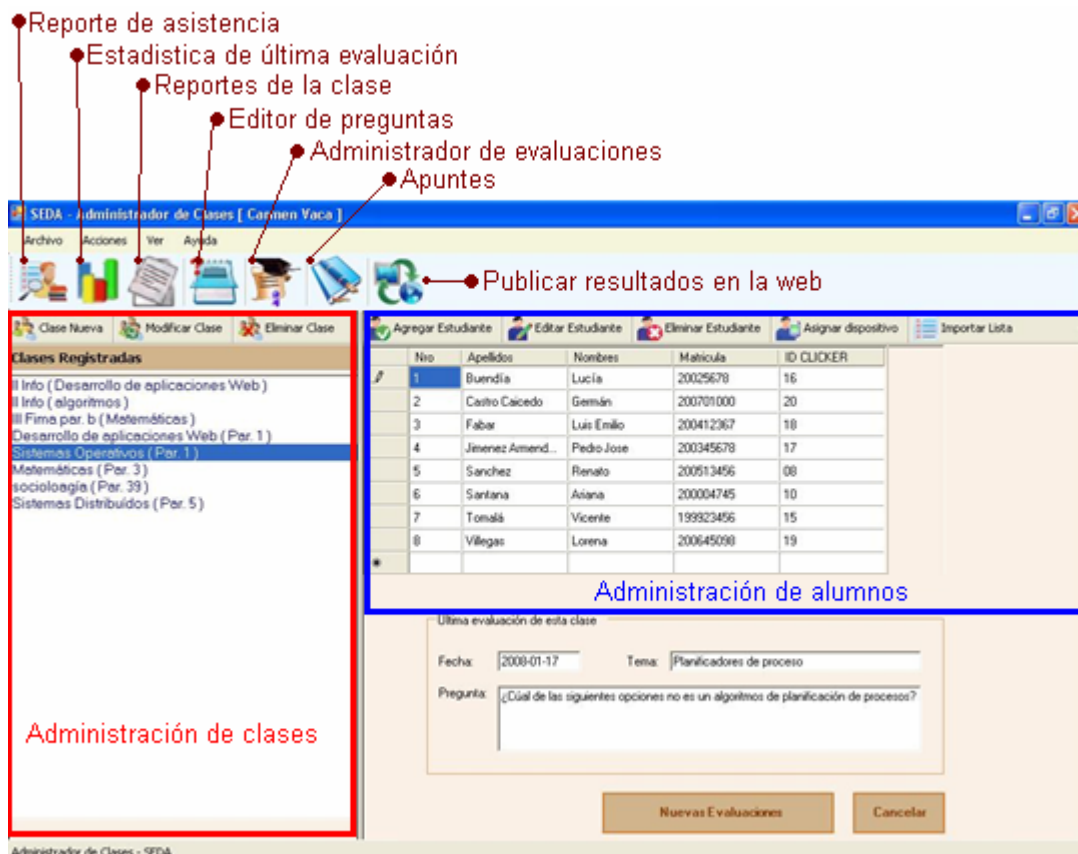 Reporte de asistencia
Estadistica de última evaluación
Reportes de la clase
Editor de preguntas
Administrador de evaluaciones
Apuntes
SEDA - Administrador de Clases [ Carmen Vaca ]
Archivo Acciones Ver Ayuda
Publicar resultados en la web
Clase Nueva Modificar Clase Eliminar Clase
Clases Registradas
II Info ( Desarrollo de aplicaciones Web )
II Info ( algoritmos )
III Fima par. b ( Matemáticas )
Desarrollo de aplicaciones Web ( Par. 1 )
Sistemas Operativos ( Par. 1 )
Matemáticas ( Par. 3 )
socioloagía ( Par. 39 )
Sistemas Distribuídos ( Par. 5 )
Administración de clases
Agregar Estudiante Editar Estudiante Eliminar Estudiante Asignar dispositivo Importar Lista
Nro Apellidos Nombres Matricula ID CLICKER
1 Buendía Lucía 20025678 16
2 Castro Caicedo Germán 200701000 20
3 Fabar Luis Emilio 200412367 18
4 Jimenez Amend... Pedro Jose 200345678 17
5 Sanchez Renato 200513456 08
6 Santana Ariana 200004745 10
7 Tomalá Vicente 199923456 15
8 Villegas Lorena 200645098 19
Administración de alumnos
Última evaluación de esta clase
Fecha: 2008-01-17 Tema: Planificadores de proceso
Pregunta: ¿Cúal de las siguientes opciones no es un algoritmos de planificación de procesos?
Nuevas Evaluaciones Cancelar
Administrador de Clases - SEDA